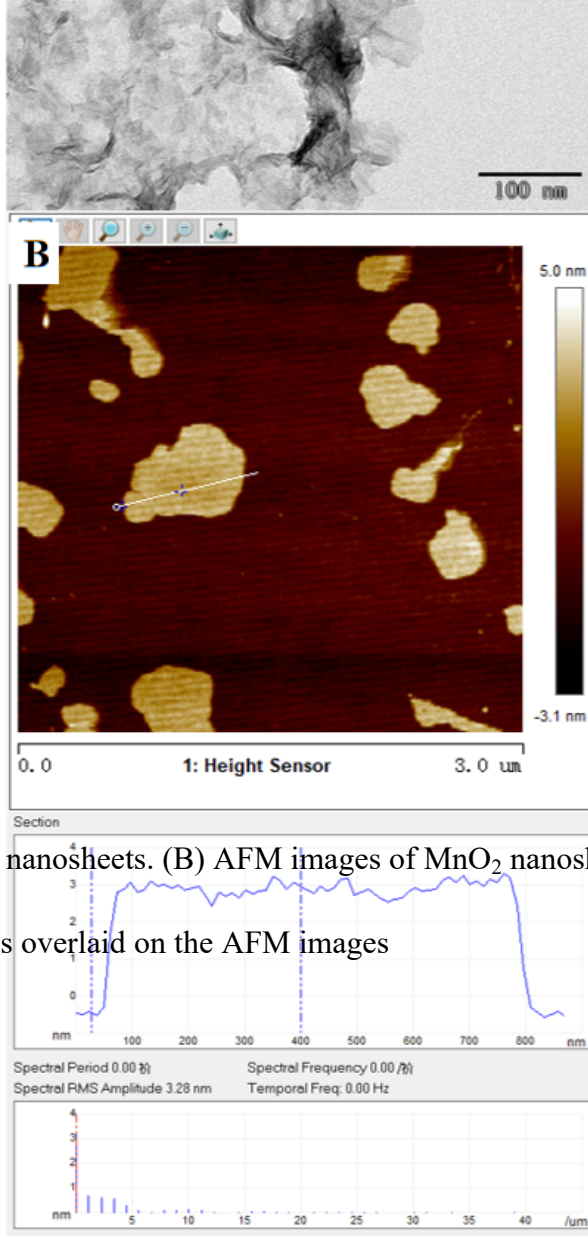 100 nm
B
5.0 nm
-3.1 nm
0.0 1: Height Sensor 3.0 um
Section
4
nanosheets. (B) AFM images of MnO₂
3
2
s overlaid on the AFM images
0
nm 100 200 300 400 500 600 700 800 nm
Spectral Period 0.00 Spectral Frequency 0.00
Spectral RMS Amplitude 3.28 nm Temporal Freq: 0.00 Hz
4
3
2
1
nm 5 10 15 20 25 30 35 40 /um